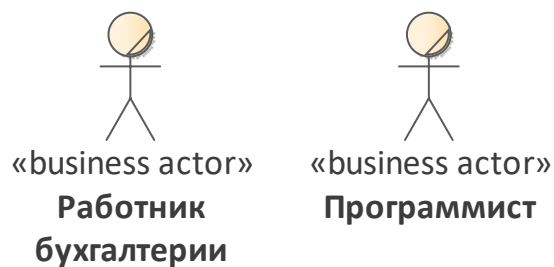 «business actor» «business actor»
Работник Программист
бухгалтерии